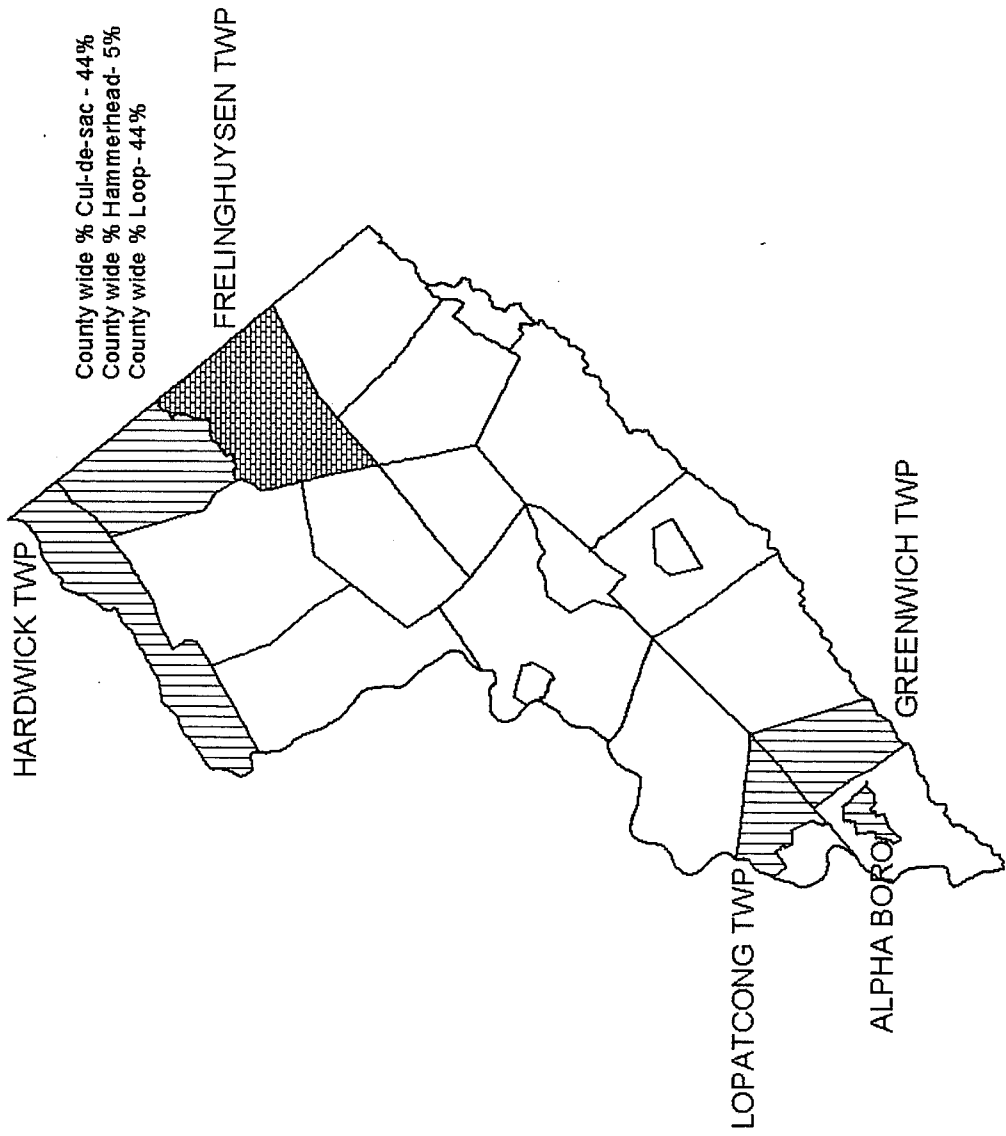 HARDWICK TWP
County wide % Cul-de-sac - 44%
County wide % Hammerhead- 5%
County wide % Loop- 44%
FRELINGHUYSEN TWP
LOPATCONG TWP
ALPHA BORO
GREENWICH TWP